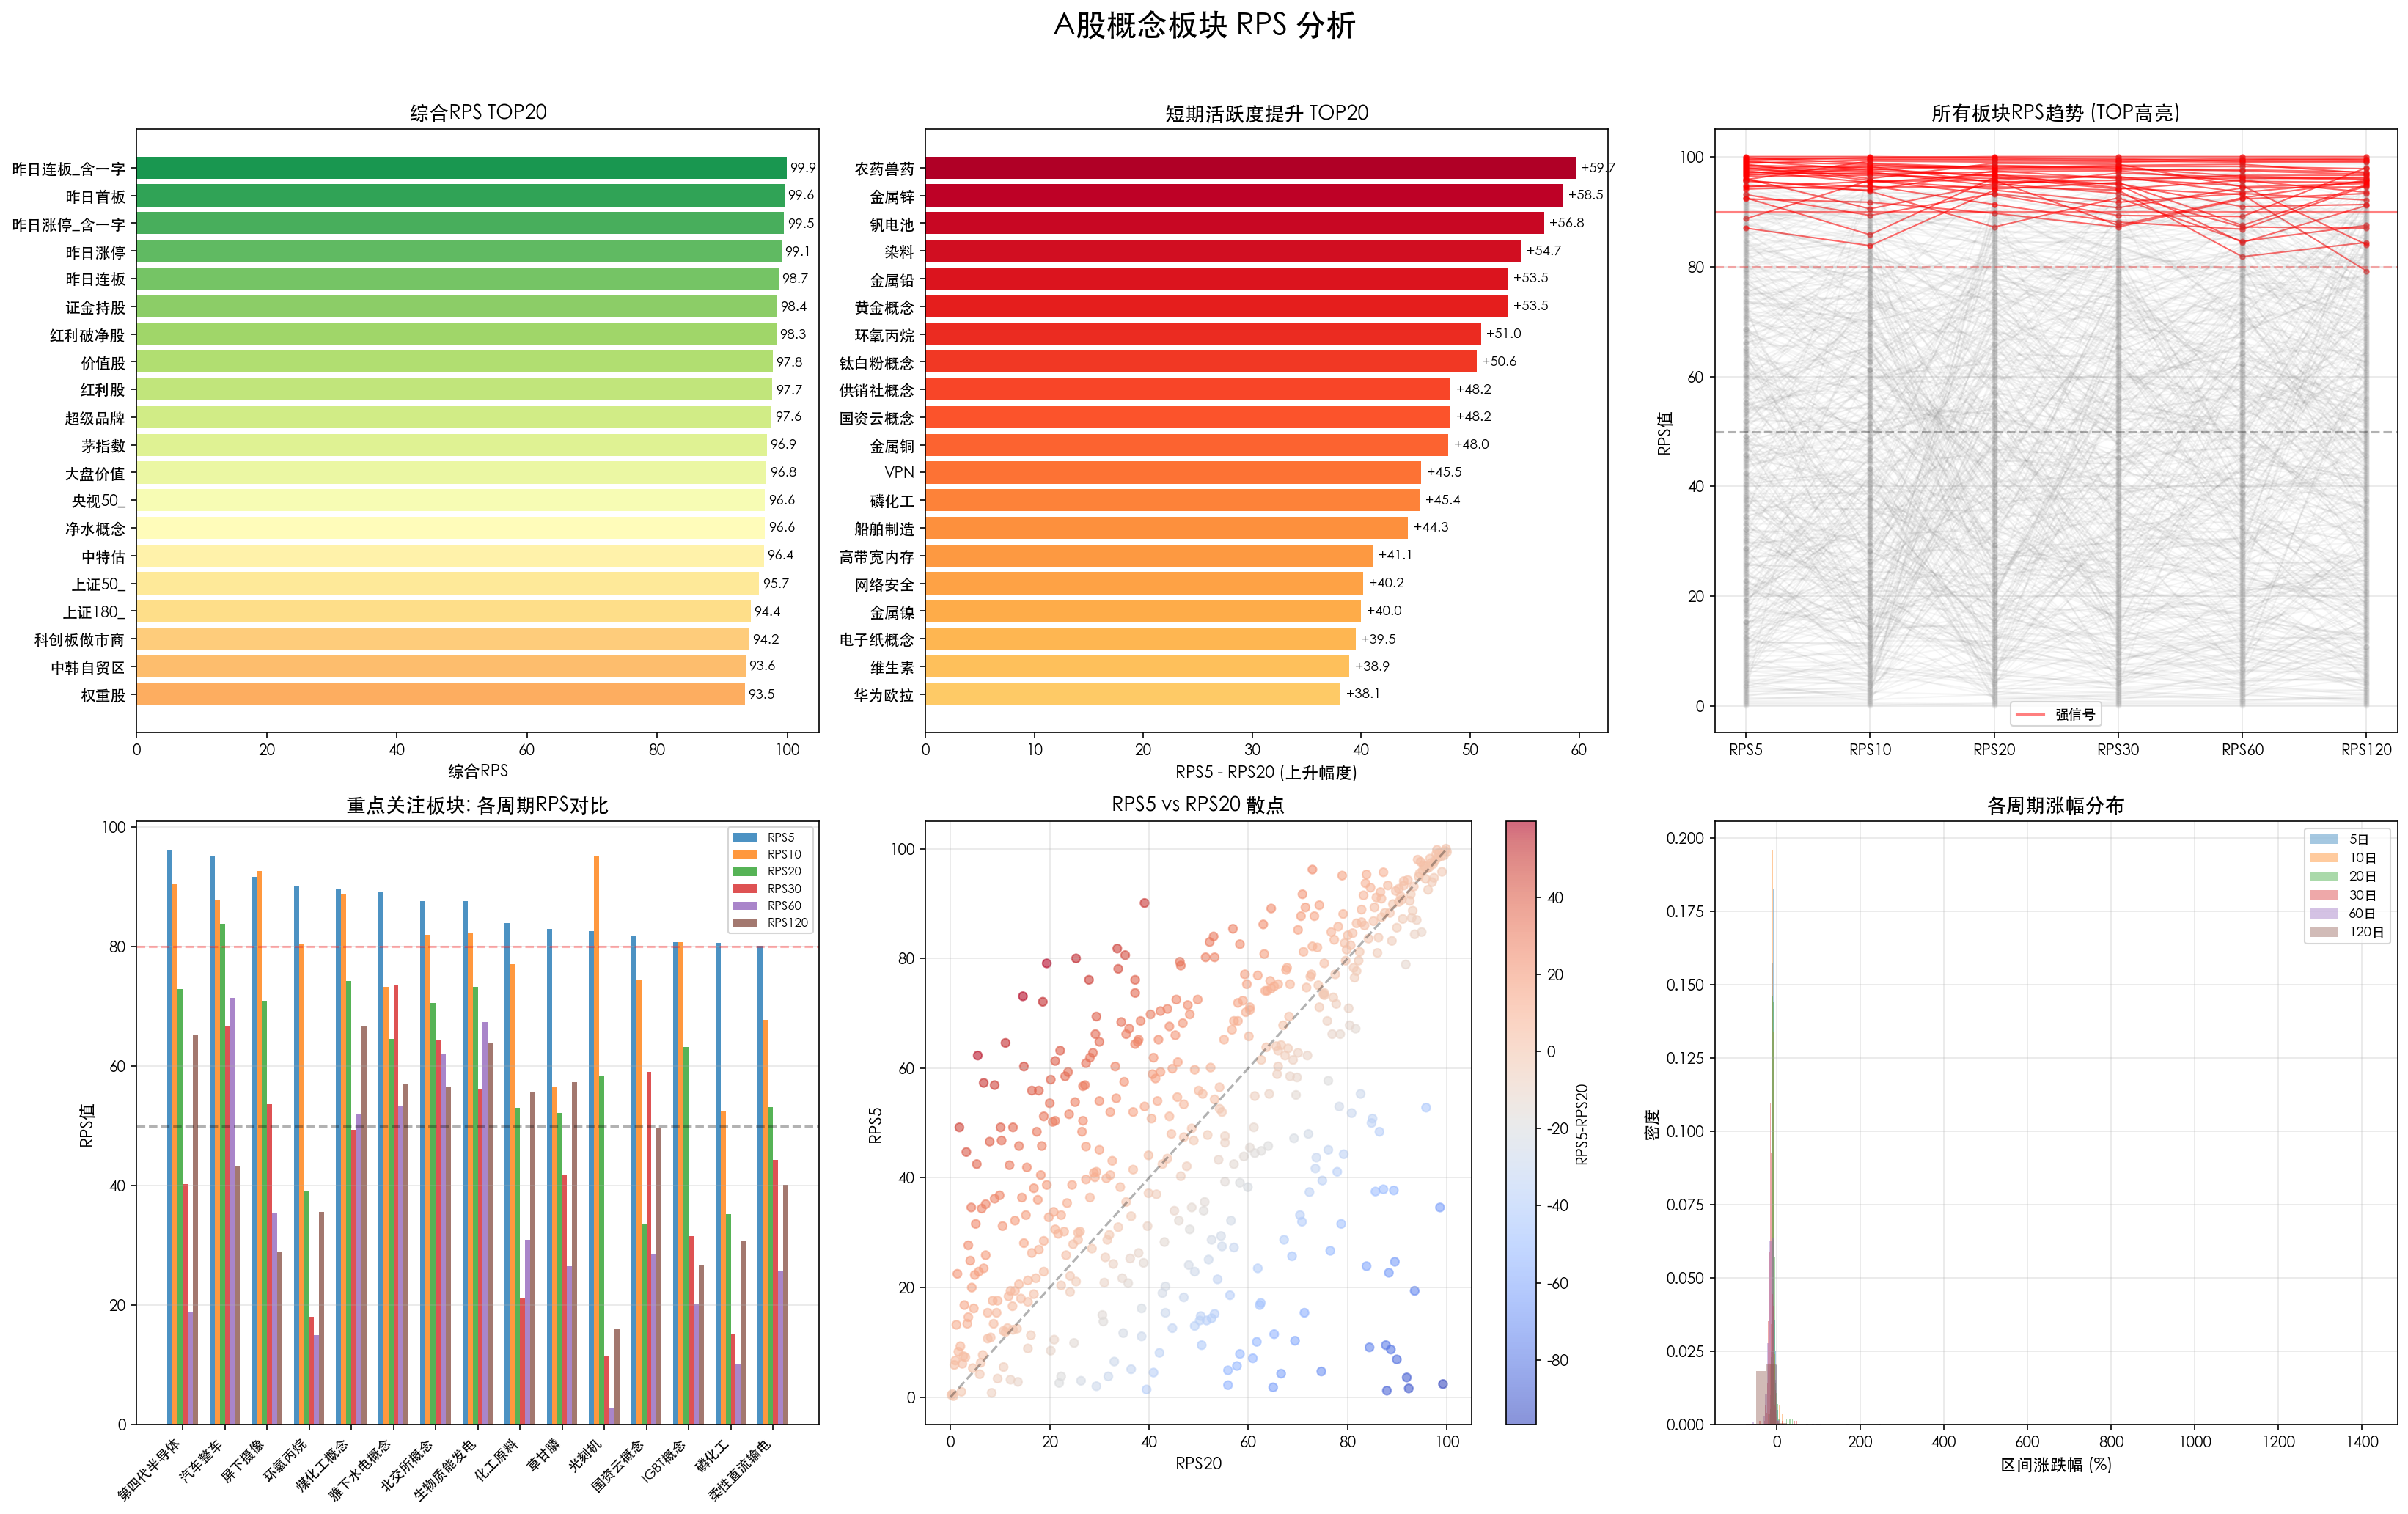 A股概念板块 RPS 分析
综合RPS TOP20
昨日连板_含一字 99.9
昨日首板 99.6
昨日涨停_含一字 99.5
昨日涨停 99.1
昨日连板 98.7
证金持股 98.4
红利破净股 98.3
价值股 97.8
红利股 97.7
超级品牌 97.6
茅指数 96.9
大盘价值 96.8
央视50_ 96.6
净水概念 96.6
中特估 96.4
上证50_ 95.7
上证180_ 94.4
科创板做市商 94.2
中韩自贸区 93.6
权重股 93.5
0 20 40 60 80 100
综合RPS
短期活跃度提升 TOP20
农药兽药 +59.7
金属锌 +58.5
钒电池 +56.8
染料 +54.7
金属铅 +53.5
黄金概念 +53.5
环氧丙烷 +51.0
钛白粉概念 +50.6
供销社概念 +48.2
国资云概念 +48.2
金属铜 +48.0
VPN +45.5
磷化工 +45.4
船舶制造 +44.3
高带宽内存 +41.1
网络安全 +40.2
金属镍 +40.0
电子纸概念 +39.5
维生素 +38.9
华为欧拉 +38.1
0 10 20 30 40 50 60
RPS5 - RPS20 (上升幅度)
所有板块RPS趋势 (TOP高亮)
RPS值
100
80
60
40
20
0
强信号
RPS5 RPS10 RPS20 RPS30 RPS60 RPS120
重点关注板块: 各周期RPS对比
RPS值
100
80
60
40
20
0
RPS5
RPS10
RPS20
RPS30
RPS60
RPS120
第四代半导体
汽车整车
屏下摄像
环氧丙烷
煤化工概念
雅下水电概念
北交所概念
生物质能发电
化工原料
草甘膦
光刻机
国资云概念
IGBT概念
磷化工
柔性直流输电
RPS5 vs RPS20 散点
RPS5
100
80
60
40
20
0
0 20 40 60 80 100
RPS20
40
20
0
-20
-40
-60
-80
RPS5-RPS20
各周期涨幅分布
密度
0.200
0.175
0.150
0.125
0.100
0.075
0.050
0.025
0.000
5日
10日
20日
30日
60日
120日
0 200 400 600 800 1000 1200 1400
区间涨跌幅 (%)